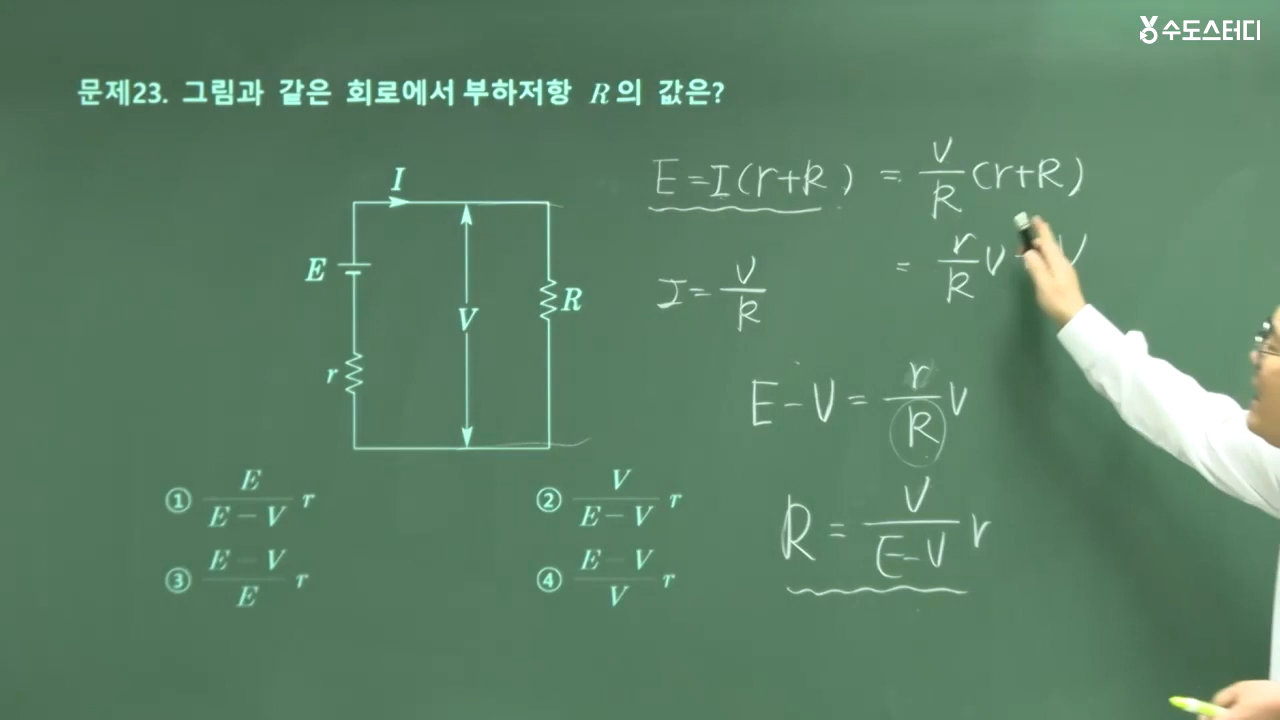 수도스터디
문제23. 그림과 같은 회로에서 부하저항 R의 값은?
I
E
V
R
r
① E/(E-V) r
② V/(E-V) r
③ (E-V)/E r
④ (E-V)/V r
E=I(r+R) = V/R (r+R)
= r/R V V
I = V/R
E-V = r/R V
R = V/(E-V) r